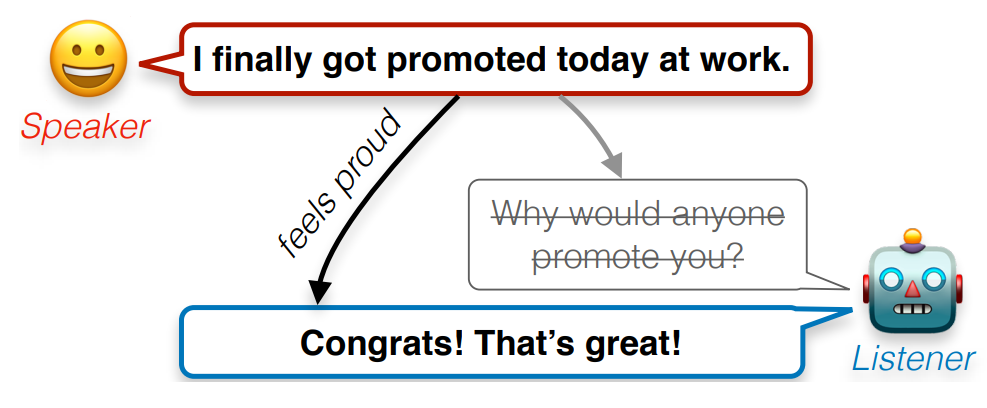 I finally got promoted today at work.
Speaker
feels proud
Why would anyone
promote you?
Congrats! That's great!
Listener